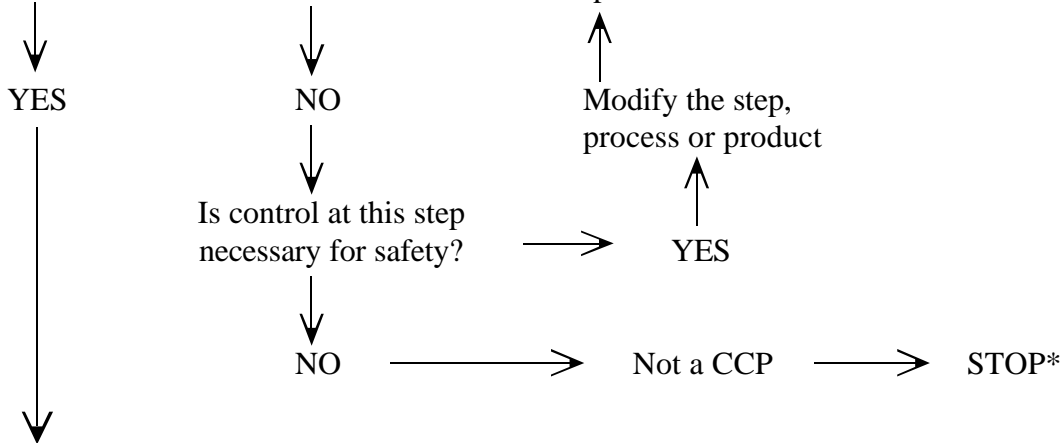 YES
NO
Modify the step,
process or product
Is control at this step
necessary for safety?
YES
NO
Not a CCP
STOP*